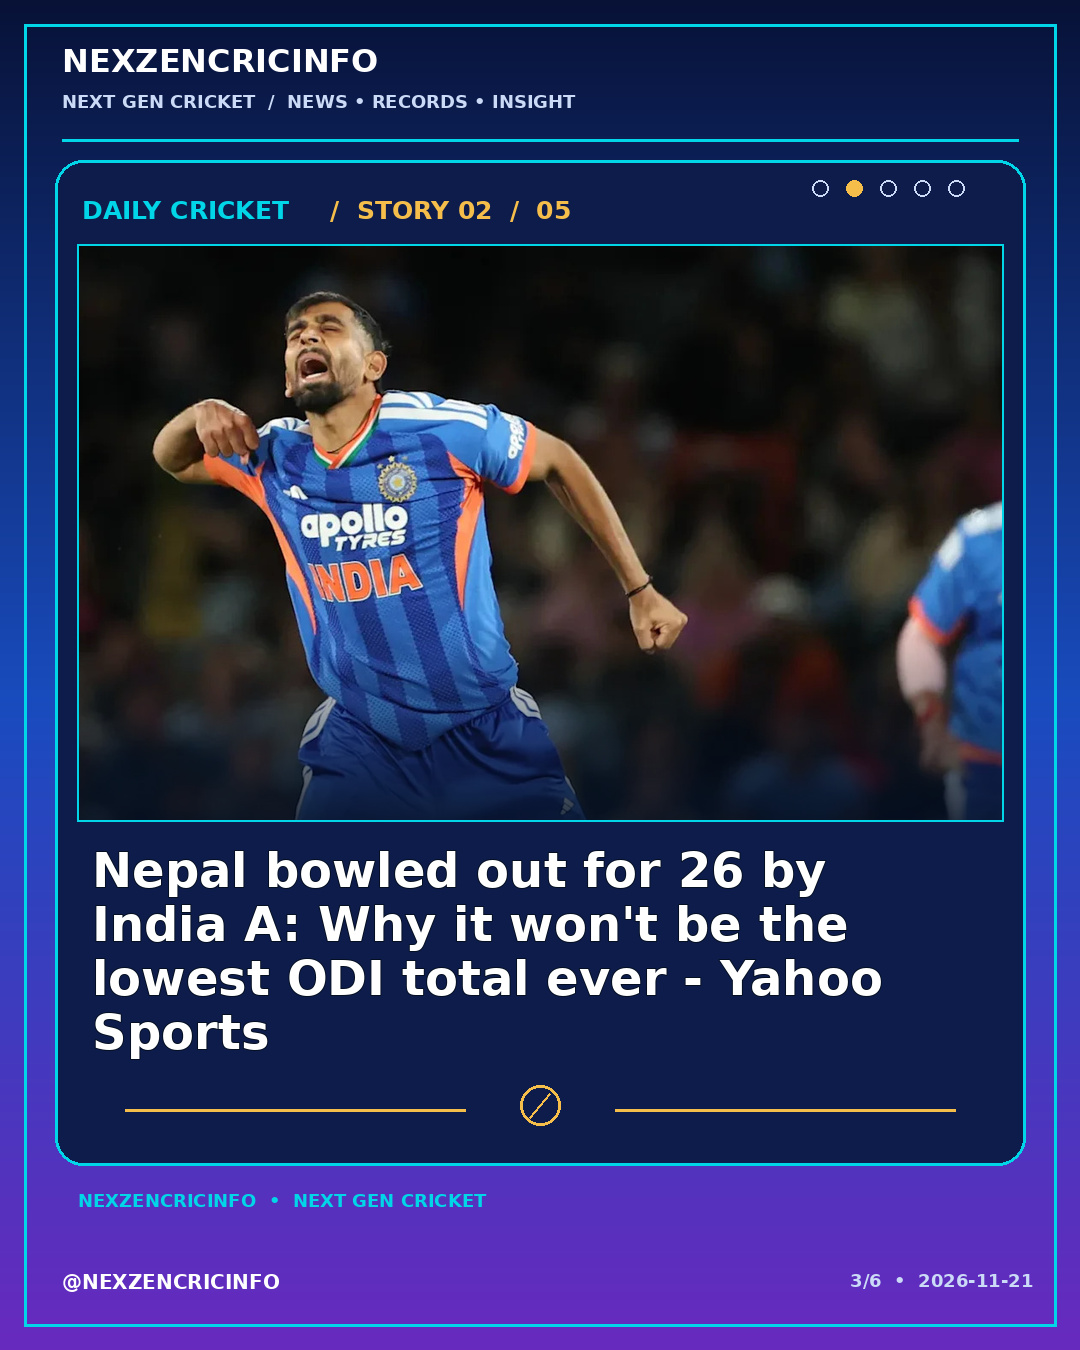 NEXZENCRICINFO
NEXT GEN CRICKET / NEWS • RECORDS • INSIGHT
DAILY CRICKET / STORY 02 / 05
apollo
apollo
TYRES
INDIA
Nepal bowled out for 26 by
India A: Why it won't be the
lowest ODI total ever - Yahoo
Sports
NEXZENCRICINFO • NEXT GEN CRICKET
@NEXZENCRICINFO
3/6 • 2026-11-21